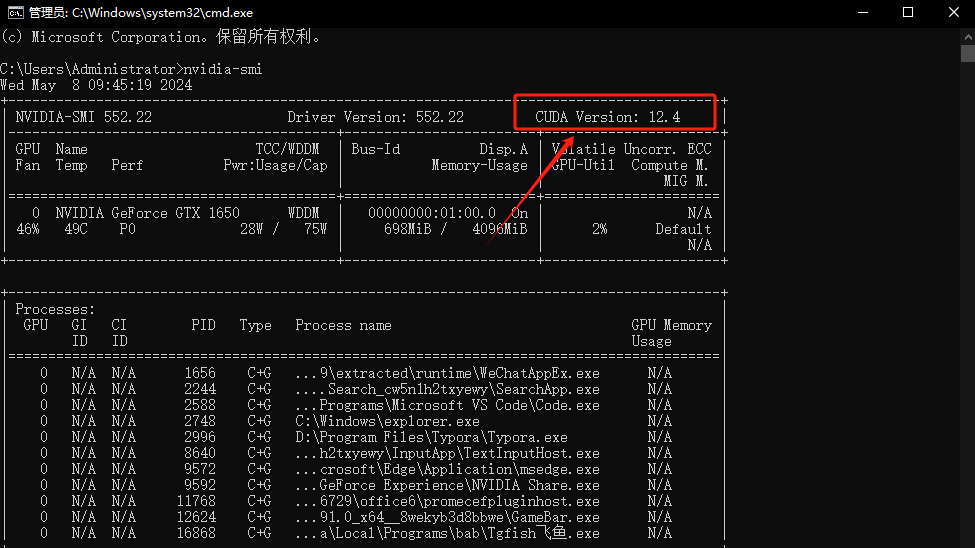 管理员: C:\Windows\system32\cmd.exe
(c) Microsoft Corporation。保留所有权利。
C:\Users\Administrator>nvidia-smi
Wed May  8 09:45:19 2024
NVIDIA-SMI 552.22 Driver Version: 552.22 CUDA Version: 12.4
GPU Name TCC/WDDM Bus-Id Disp.A Volatile Uncorr. ECC
Fan Temp Perf Pwr:Usage/Cap Memory-Usage GPU-Util Compute M.
MIG M.
0 NVIDIA GeForce GTX 1650 WDDM 00000000:01:00.0 On N/A
46% 49C P0 28W / 75W 698MiB / 4096MiB 2% Default
N/A
Processes:
GPU GI CI PID Type Process name GPU Memory
ID ID Usage
0 N/A N/A 1656 C+G ...9\extracted\runtime\WeChatAppEx.exe N/A
0 N/A N/A 2244 C+G ....Search_cw5n1h2txyewy\SearchApp.exe N/A
0 N/A N/A 2588 C+G ...Programs\Microsoft VS Code\Code.exe N/A
0 N/A N/A 2748 C+G C:\Windows\explorer.exe N/A
0 N/A N/A 2996 C+G D:\Program Files\Typora\Typora.exe N/A
0 N/A N/A 8640 C+G ...h2txyewy\InputApp\TextInputHost.exe N/A
0 N/A N/A 9572 C+G ...crosoft\Edge\Application\msedge.exe N/A
0 N/A N/A 9592 C+G ...GeForce Experience\NVIDIA Share.exe N/A
0 N/A N/A 11768 C+G ...6729\office6\promecefpluginhost.exe N/A
0 N/A N/A 12624 C+G ...91.0_x64__8wekyb3d8bbwe\GameBar.exe N/A
0 N/A N/A 16868 C+G ...a\Local\Programs\bab\Tgfish飞鱼.exe N/A